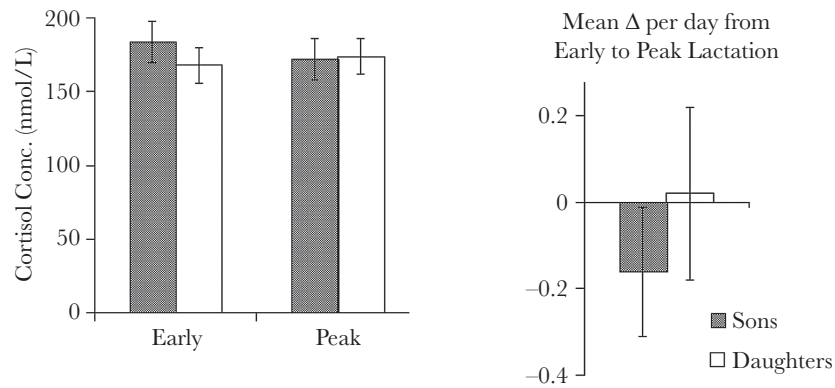 200
150
100
50
0
Cortisol Conc. (nmol/L)
Early
Peak
Mean Δ per day from
Early to Peak Lactation
0.2
0
–0.2
–0.4
Sons
Daughters